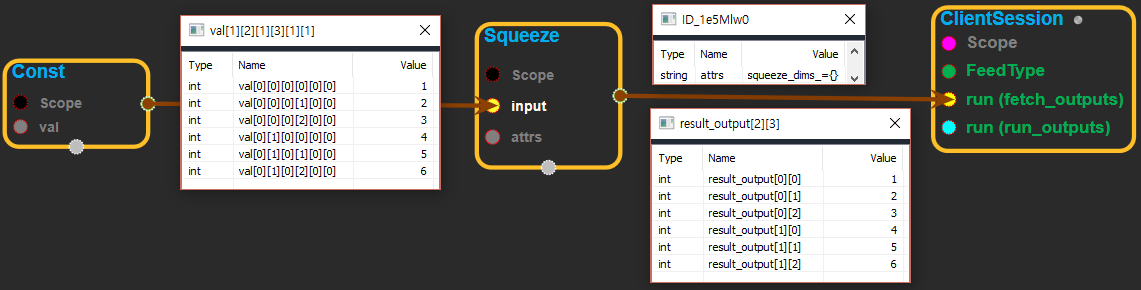 Const
Scope
val
val[1][2][1][3][1][1]
Type Name Value
int val[0][0][0][0][0][0] 1
int val[0][0][0][1][0][0] 2
int val[0][0][0][2][0][0] 3
int val[0][1][0][0][0][0] 4
int val[0][1][0][1][0][0] 5
int val[0][1][0][2][0][0] 6
Squeeze
Scope
input
attrs
ID_1e5Mlw0
Type Name Value
string attrs squeeze_dims_={}
result_output[2][3]
Type Name Value
int result_output[0][0] 1
int result_output[0][1] 2
int result_output[0][2] 3
int result_output[1][0] 4
int result_output[1][1] 5
int result_output[1][2] 6
ClientSession
Scope
FeedType
run (fetch_outputs)
run (run_outputs)